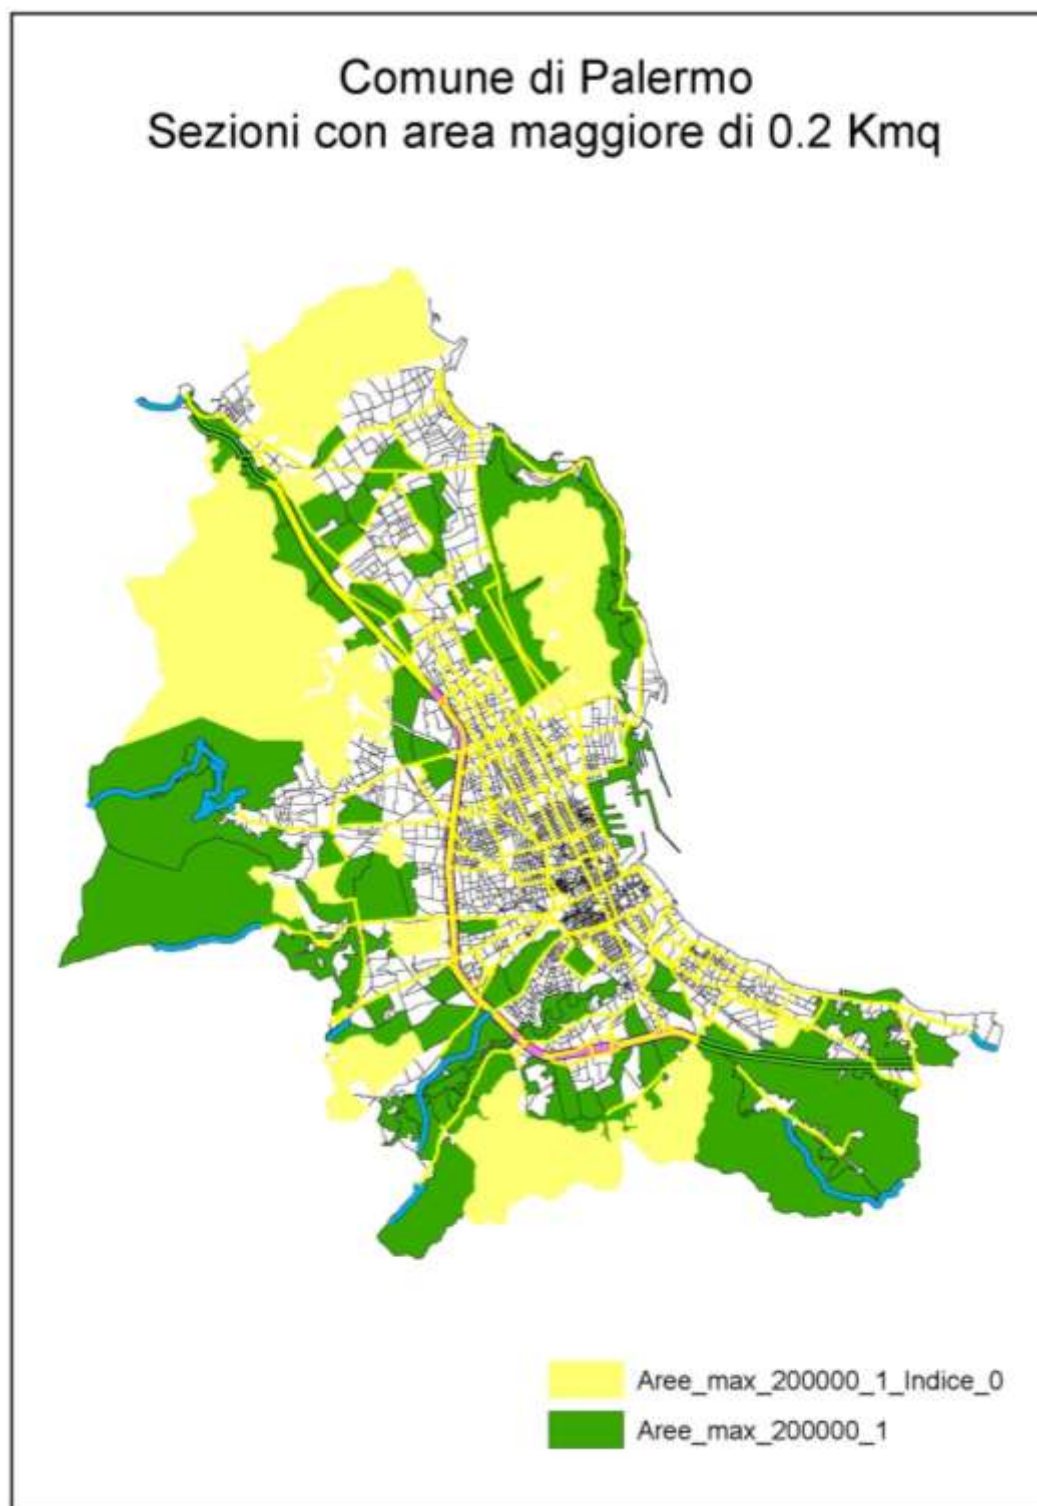 Comune di Palermo
Sezioni con area maggiore di 0.2 Kmq
Aree_max_200000_1_Indice_0
Aree_max_200000_1